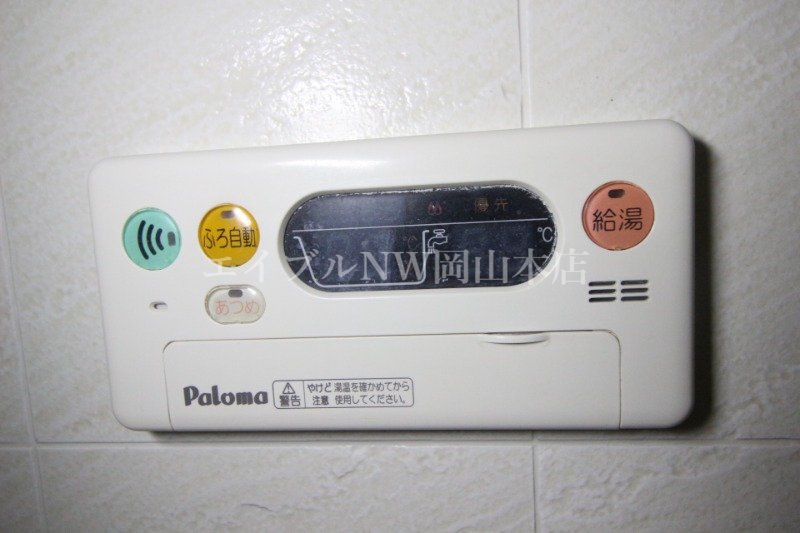 優先
℃
℃
ふろ自動
給湯
エイブルNW岡山本店
あつめ
Paloma
警告
やけど 湯温を確かめてから
注意 使用してください。